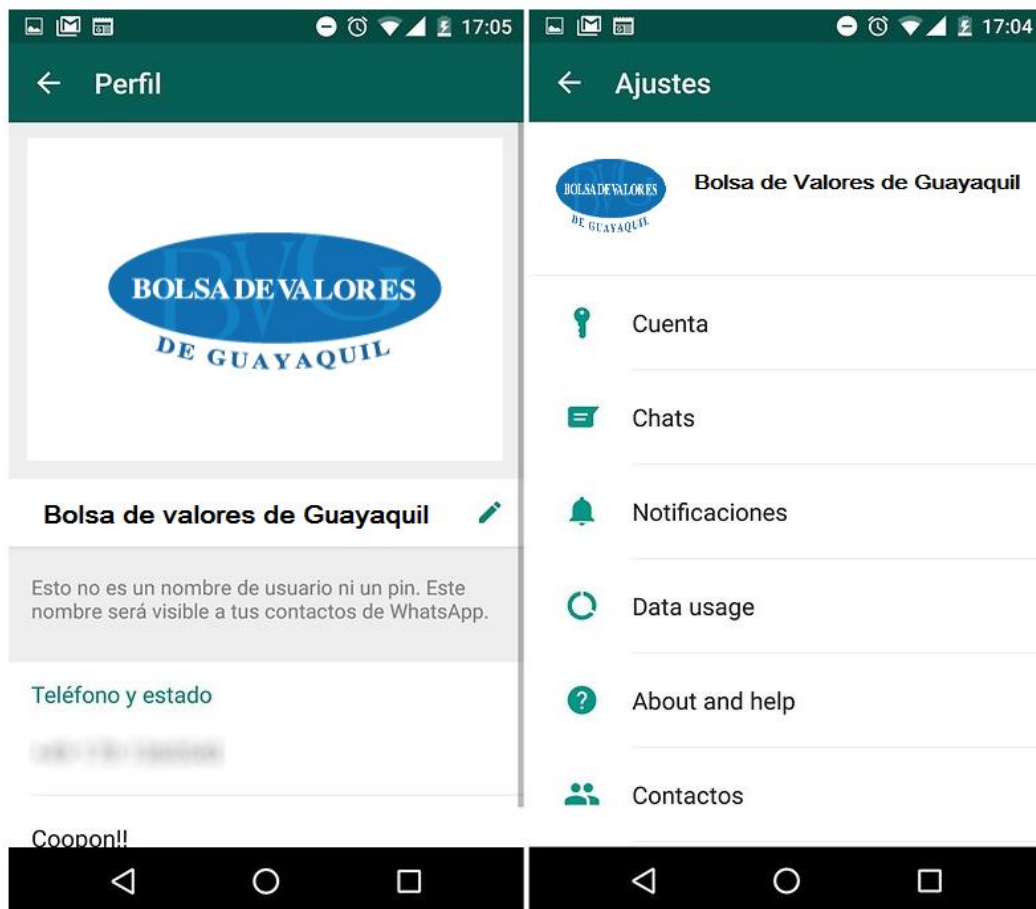 17:05
Perfil
BOLSA DE VALORES
DE GUAYAQUIL
Bolsa de valores de Guayaquil
Esto no es un nombre de usuario ni un pin. Este
nombre será visible a tus contactos de WhatsApp.
Teléfono y estado
Coopon!!
17:04
Ajustes
BOLSA DE VALORES
DE GUAYAQUIL
Bolsa de Valores de Guayaquil
Cuenta
Chats
Notificaciones
Data usage
About and help
Contactos